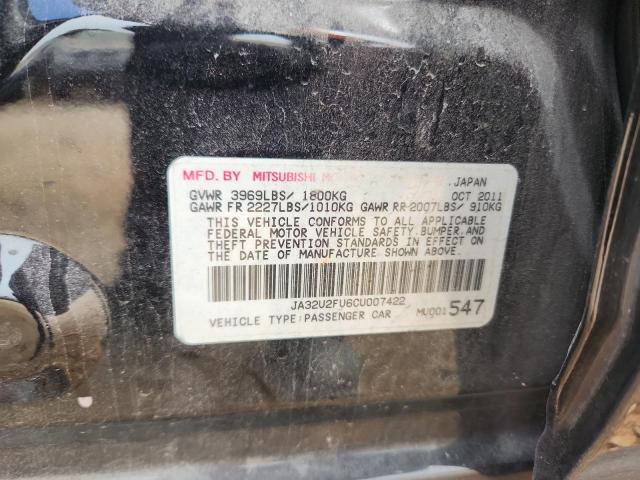 MFD. BY MITSUBISHI JAPAN
GVWR 3969LBS/ 1800KG OCT 2011
GAWR FR 2227LBS/1010KG GAWR RR 2007LBS/ 910KG
THIS VEHICLE CONFORMS TO ALL APPLICABLE
FEDERAL MOTOR VEHICLE SAFETY,BUMPER,AND
THEFT PREVENTION STANDARDS IN EFFECT ON
THE DATE OF MANUFACTURE SHOWN ABOVE.
JA32U2FU6CU007422
VEHICLE TYPE:PASSENGER CAR MU001547